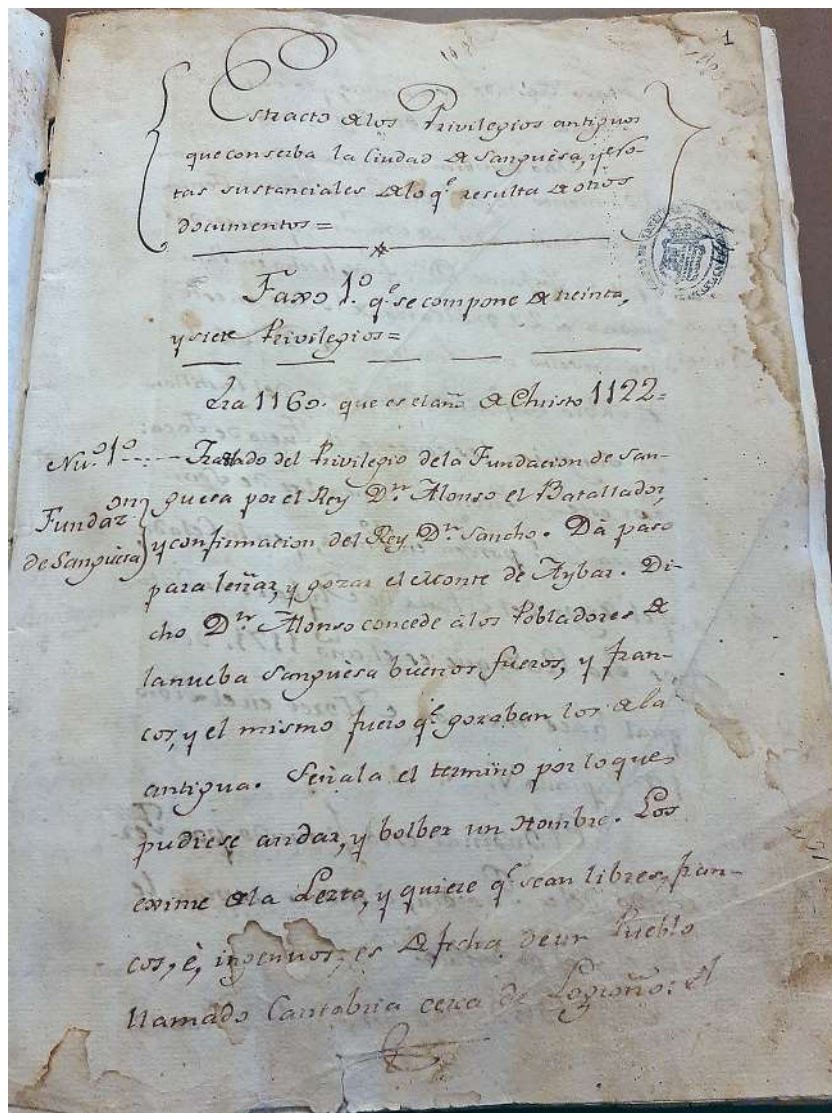 1
Estracto de los Privilegios antiguos
que conserba la Ciudad de Sanguesa, y no-
tas sustanciales de lo q.e resulta de otros
documentos=
Faxo 1.o q.e se compone de treinta,
y siete Privilegios=
Era 1160. que es el año de Christo 1122=
Nu.o 1.o ----- Traslado del Privilegio de la Fundacion de San-
Fundaz.on
de Sanguesa
guesa por el Rey D.n Alonso el Batallador,
y confirmacion del Rey D.n Sancho. Dà paso
para leñar, y gozar el Monte de Aybar. Di-
cho D.n Alonso concede à los Pobladores de
la nueba Sanguesa buenos fueros, y fran-
cos, y el mismo fuero q.e gozaban los de la
antigua. Señala el termino por lo que
pudiese andar, y bolber un Hombre. Los
exime de la Lezta, y quiere q.e sean libres, fran-
cos, è, ingenuos; es de fecha de un Pueblo
llamado Cantabria cerca de Logroño: el